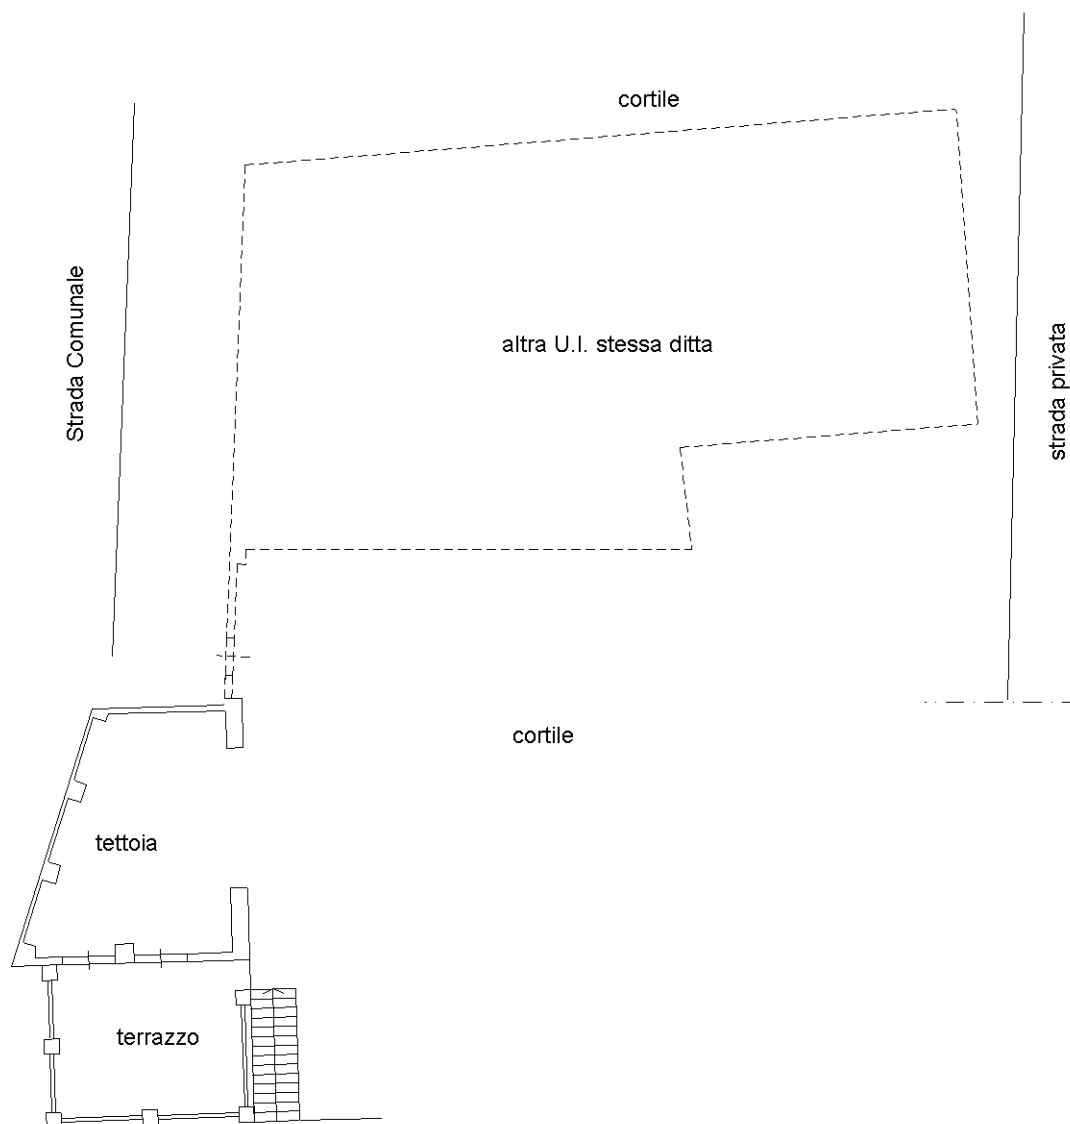 cortile
Strada Comunale
altra U.I. stessa ditta
strada privata
cortile
tettoia
terrazzo